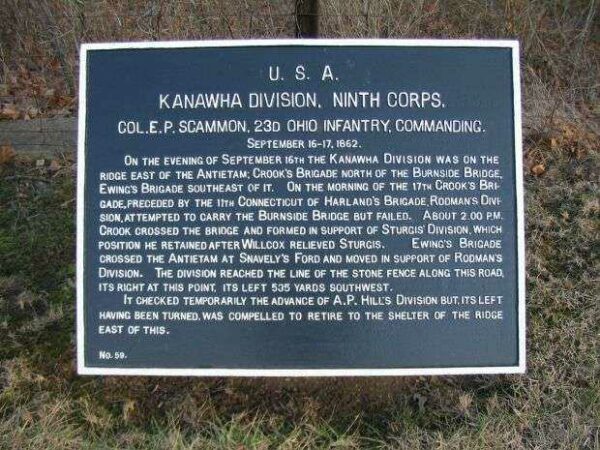 U. S. A.
KANAWHA DIVISION, NINTH CORPS.
COL. E. P. SCAMMON, 23D OHIO INFANTRY, COMMANDING.
SEPTEMBER 16-17, 1862.
ON THE EVENING OF SEPTEMBER 16TH THE KANAWHA DIVISION WAS ON THE
RIDGE EAST OF THE ANTIETAM; CROOK'S BRIGADE NORTH OF THE BURNSIDE BRIDGE,
EWING'S BRIGADE SOUTHEAST OF IT. ON THE MORNING OF THE 17TH CROOK'S BRI-
GADE, PRECEDED BY THE 11TH CONNECTICUT OF HARLAND'S BRIGADE, RODMAN'S DIVI-
SION, ATTEMPTED TO CARRY THE BURNSIDE BRIDGE BUT FAILED. ABOUT 2.00 P.M.
CROOK CROSSED THE BRIDGE AND FORMED IN SUPPORT OF STURGIS' DIVISION, WHICH
POSITION HE RETAINED AFTER WILLCOX RELIEVED STURGIS. EWING'S BRIGADE
CROSSED THE ANTIETAM AT SNAVELY'S FORD AND MOVED IN SUPPORT OF RODMAN'S
DIVISION. THE DIVISION REACHED THE LINE OF THE STONE FENCE ALONG THIS ROAD,
ITS RIGHT AT THIS POINT, ITS LEFT 535 YARDS SOUTHWEST.
IT CHECKED TEMPORARILY THE ADVANCE OF A.P. HILL'S DIVISION BUT, ITS LEFT
HAVING BEEN TURNED, WAS COMPELLED TO RETIRE TO THE SHELTER OF THE RIDGE
EAST OF THIS.
NO. 59.